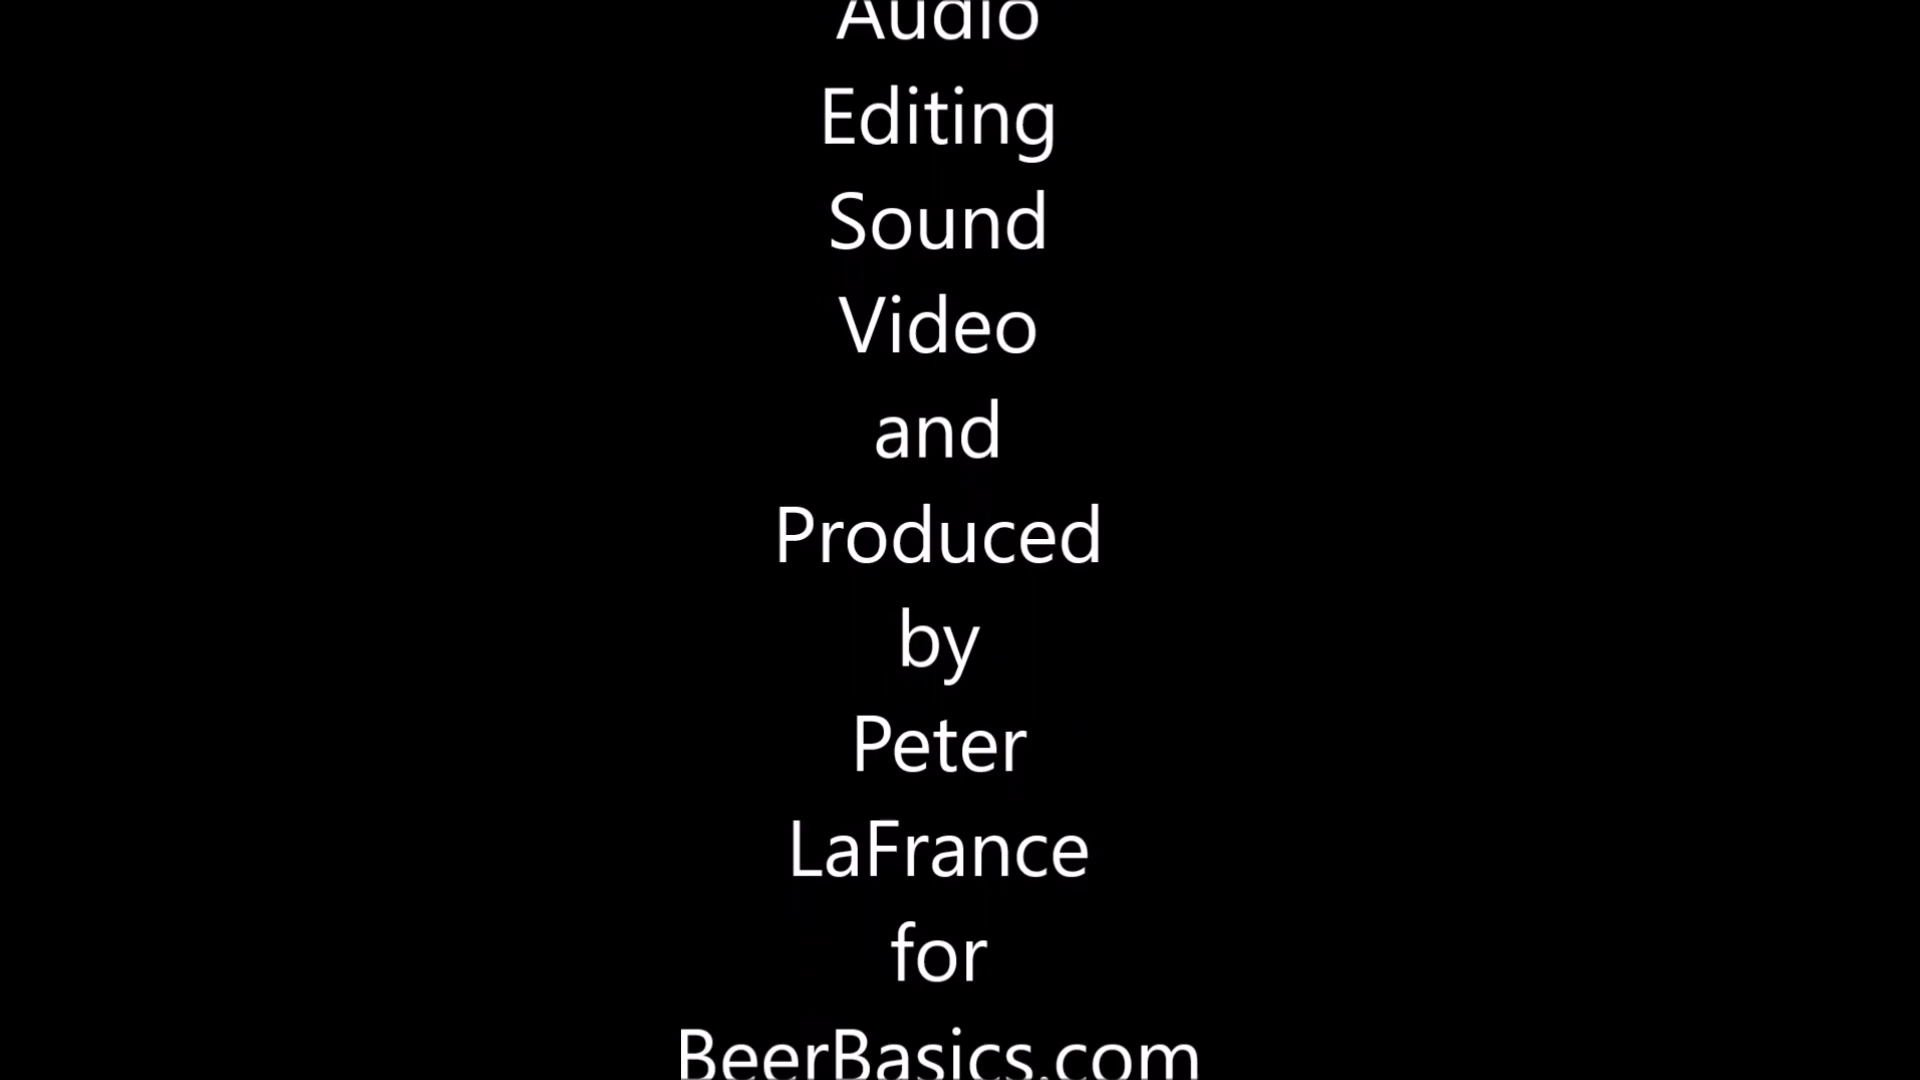 Audio
Editing
Sound
Video
and
Produced
by
Peter
LaFrance
for
BeerBasics.com